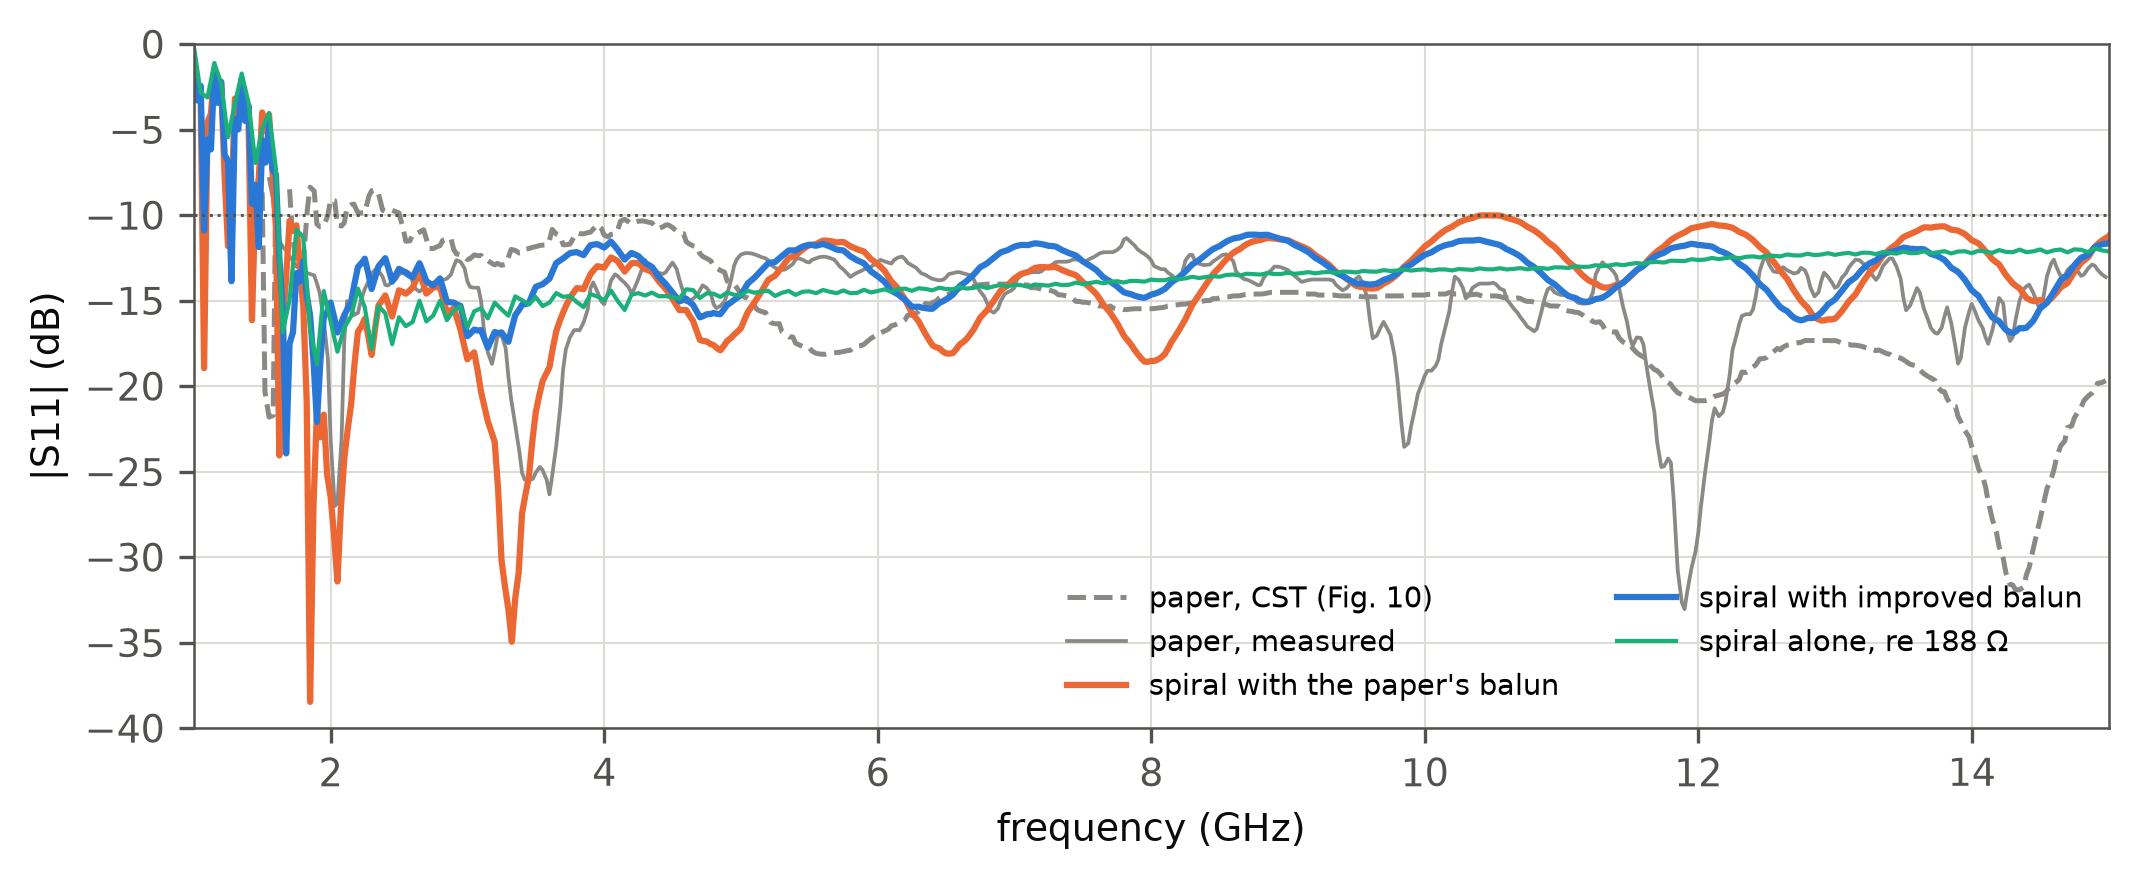 0
−5
−10
−15
−20
−25
−30
−35
−40
|S11| (dB)
2 4 6 8 10 12 14
frequency (GHz)
paper, CST (Fig. 10)
paper, measured
spiral with the paper's balun
spiral with improved balun
spiral alone, re 188 Ω